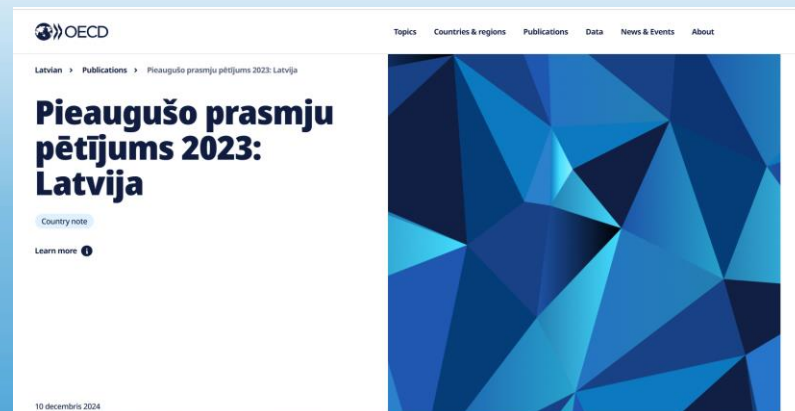 OECD
Topics Countries & regions Publications Data News & Events About
Latvian > Publications > Pieaugušo prasmju pētījums 2023: Latvija
Pieaugušo prasmju
pētījums 2023:
Latvija
Country note
Learn more i
10 decembris 2024